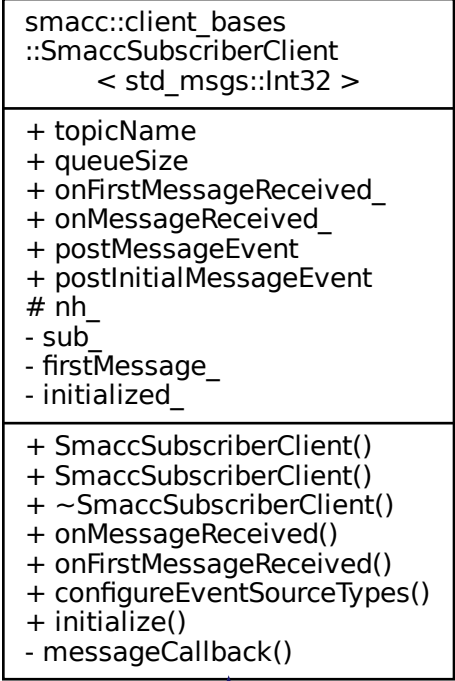 smacc::client_bases
::SmaccSubscriberClient
< std_msgs::Int32 >
+ topicName
+ queueSize
+ onFirstMessageReceived_
+ onMessageReceived_
+ postMessageEvent
+ postInitialMessageEvent
# nh_
- sub_
- firstMessage_
- initialized_
+ SmaccSubscriberClient()
+ SmaccSubscriberClient()
+ ~SmaccSubscriberClient()
+ onMessageReceived()
+ onFirstMessageReceived()
+ configureEventSourceTypes()
+ initialize()
- messageCallback()